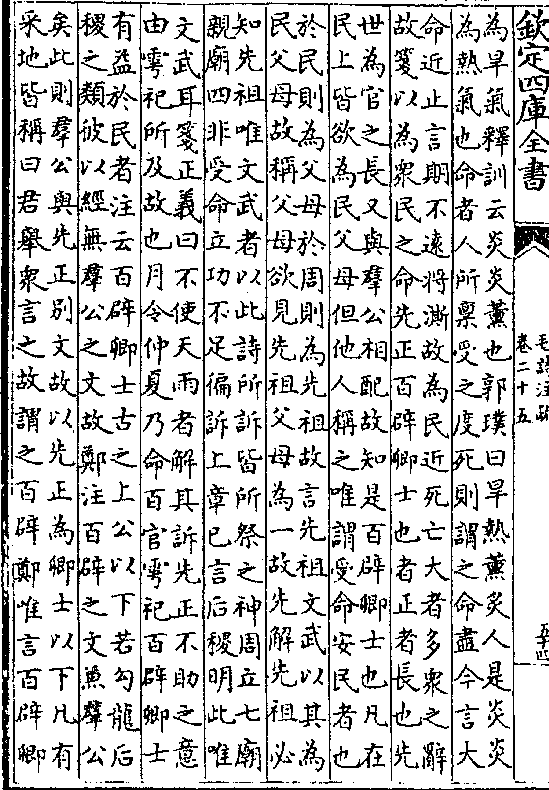 欽定四庫全書
毛詩注疏
卷二十五
五十四
為旱氣釋訓云炎炎薰也郭璞曰旱熱薰炙人是炎炎
為熱氣也命者人所稟受之度死則謂之命盡今言大
命近止言期不遠將澌故為民近死亡大者多衆之辭
故箋以為衆民之命先正百辟卿士也者正者長也先
世為官之長又與羣公相配故知是百辟卿士也凡在
民上皆欲為民父母但他人稱之唯謂受命安民者也
於民則為父母於周則為先祖故言先祖文武以其為
民父母故稱父母欲見先祖父母為一故先解先祖必
知先祖唯文武者以此詩所訴皆所祭之神周立七廟
親廟四非受命立功不足徧訴上章已言后稷明此唯
文武耳箋正義曰不使天雨者解其訴先正不助之意
由雩祀所及故也月令仲夏乃命百官雩祀百辟卿士
有益於民者注云百辟卿士古之上公以下若勾龍后
稷之類彼以經無羣公之文故鄭注百辟之文兼羣公
矣此則羣公與先正別文故以先正為卿士以下凡有
采地皆稱曰君舉衆言之故謂之百辟鄭唯言百辟卿